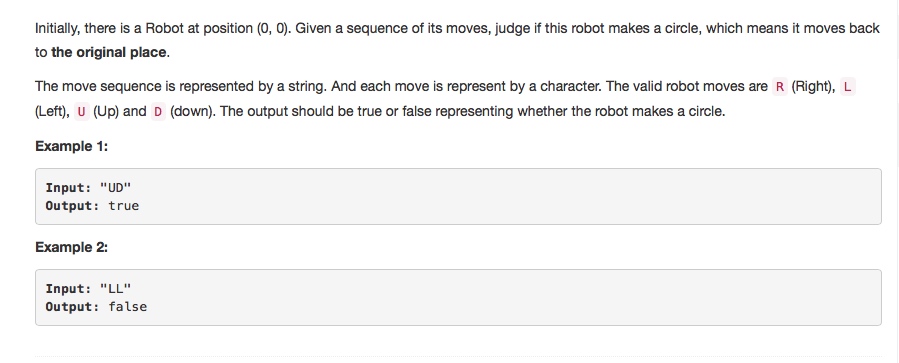 Initially, there is a Robot at position (0, 0). Given a sequence of its moves, judge if this robot makes a circle, which means it moves back
to the original place.
The move sequence is represented by a string. And each move is represent by a character. The valid robot moves are R (Right), L
(Left), U (Up) and D (down). The output should be true or false representing whether the robot makes a circle.
Example 1:
Input: "UD"
Output: true
Example 2:
Input: "LL"
Output: false